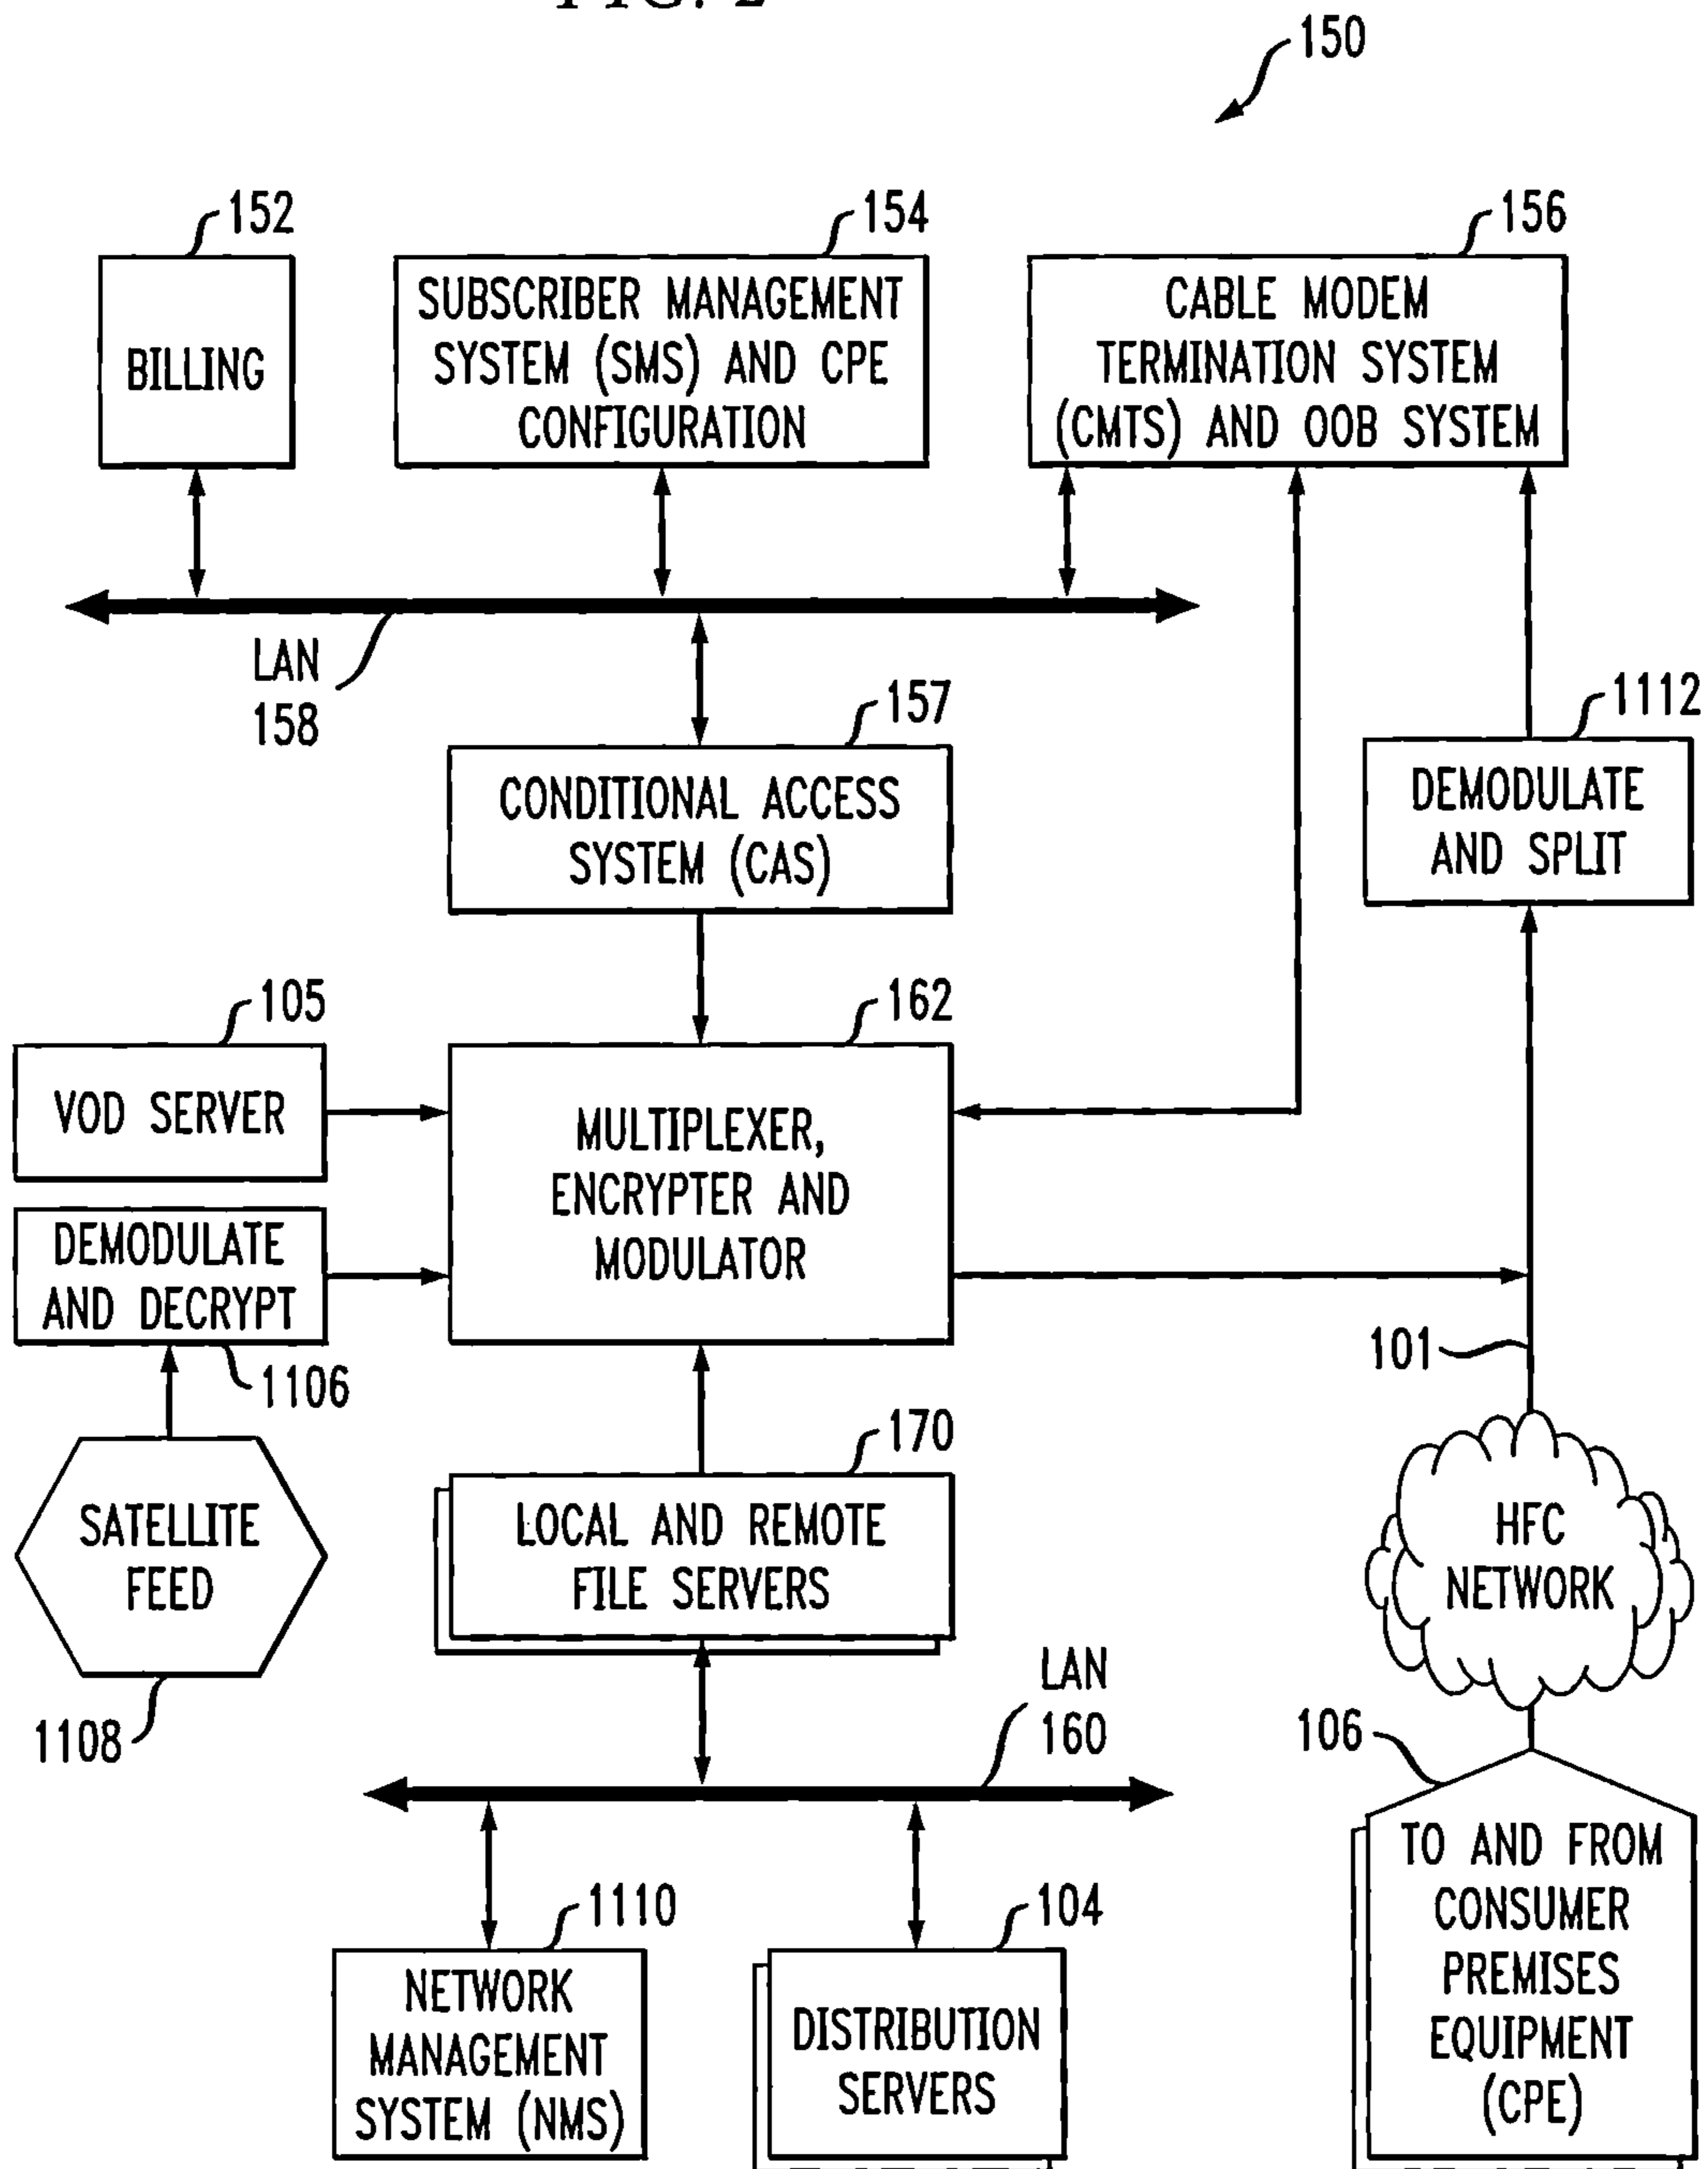 FIG. 2
150
152
154
156
BILLING
SUBSCRIBER MANAGEMENT
SYSTEM (SMS) AND CPE
CONFIGURATION
CABLE MODEM
TERMINATION SYSTEM
(CMTS) AND OOB SYSTEM
LAN
158
157
1112
CONDITIONAL ACCESS
SYSTEM (CAS)
DEMODULATE
AND SPLIT
105
162
VOD SERVER
MULTIPLEXER,
ENCRYPTER AND
MODULATOR
DEMODULATE
AND DECRYPT
1106
101
170
SATELLITE
FEED
LOCAL AND REMOTE
FILE SERVERS
HFC
NETWORK
1108
LAN
160
106
1110
104
NETWORK
MANAGEMENT
SYSTEM (NMS)
DISTRIBUTION
SERVERS
TO AND FROM
CONSUMER
PREMISES
EQUIPMENT
(CPE)